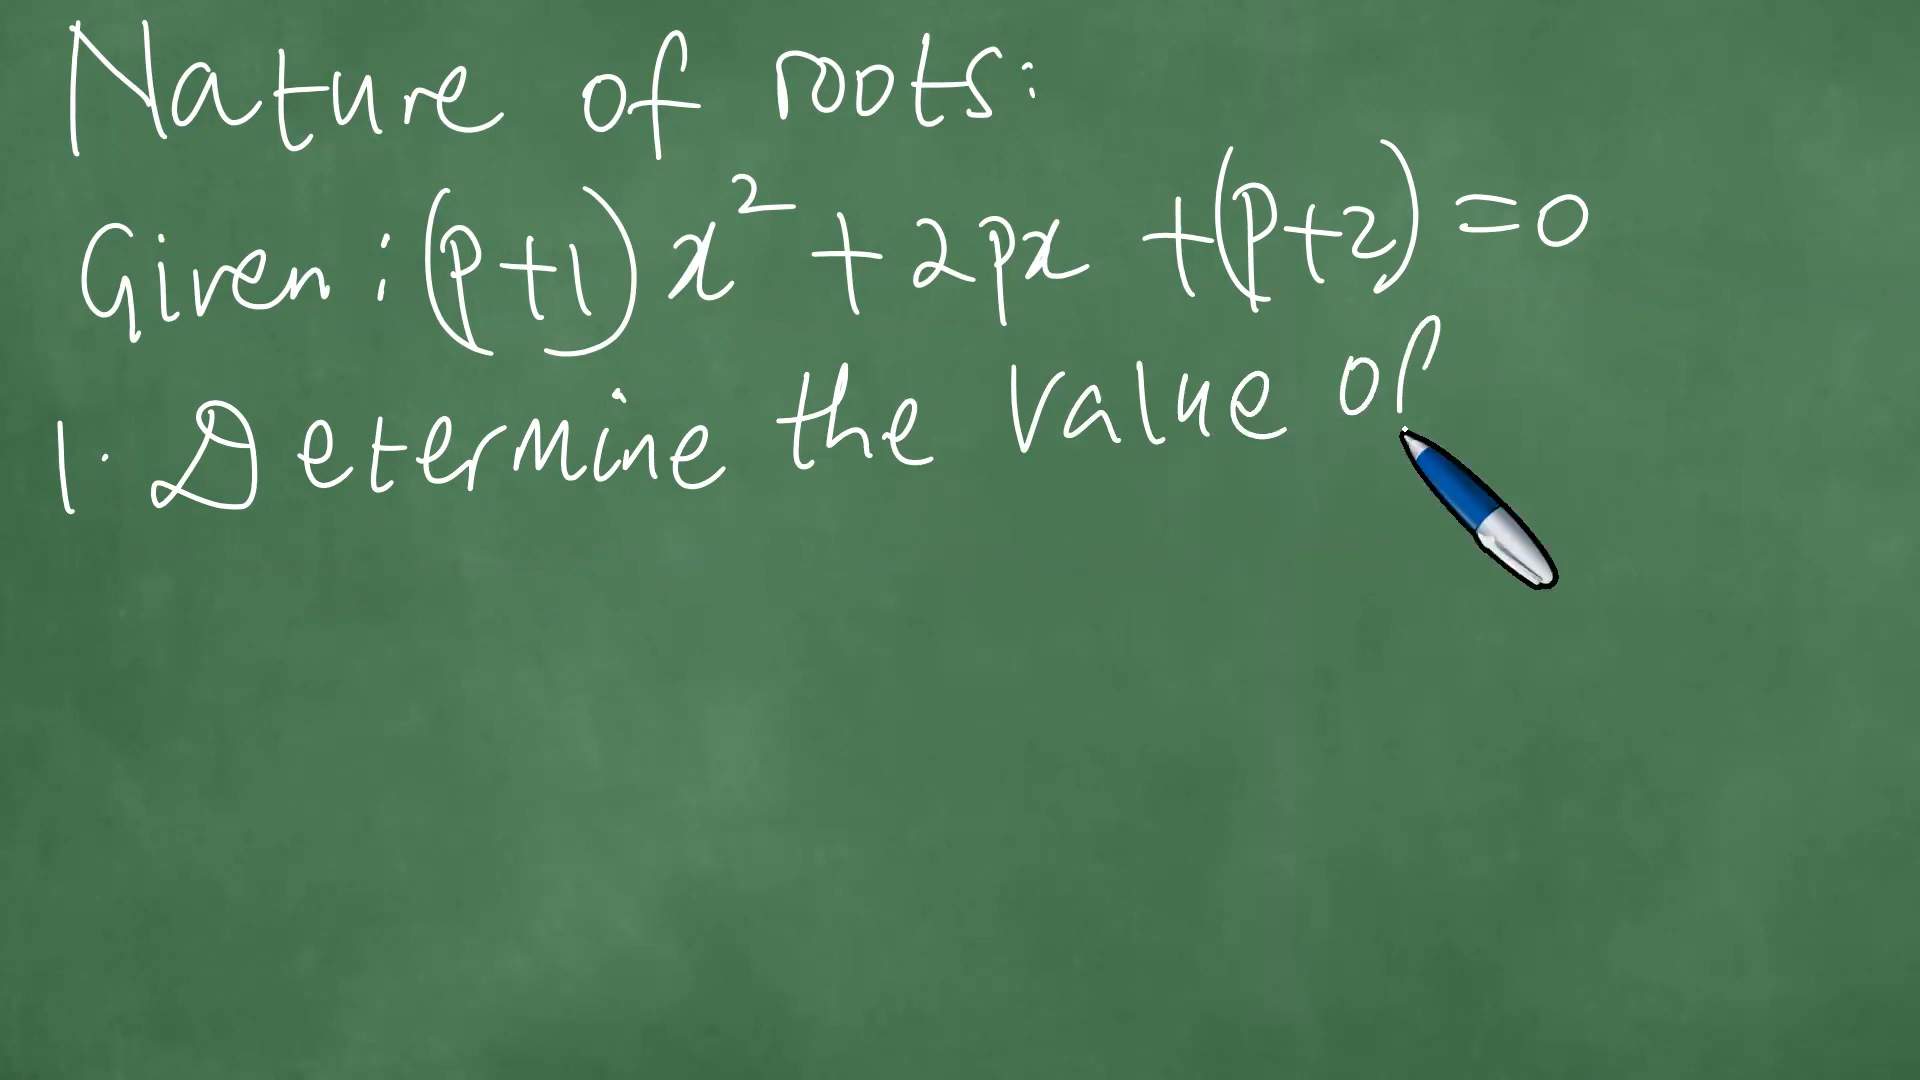 Nature of roots:
Given : (p+1)x² + 2px + (p+2) = 0
1. Determine the value of